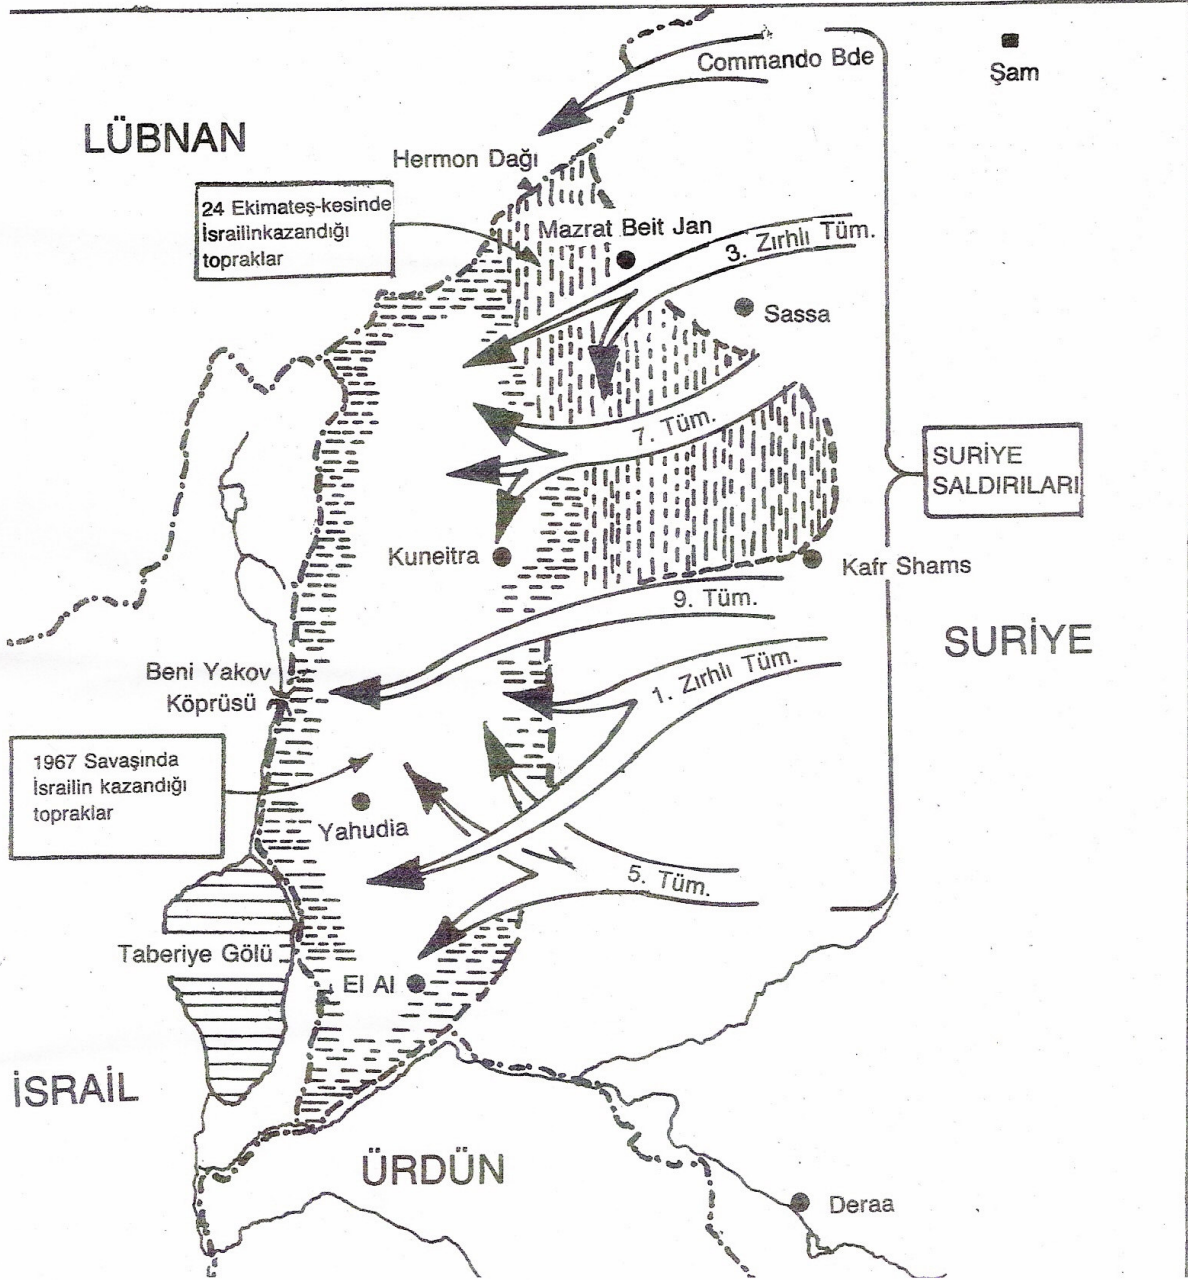 Commando Bde
Şam
LÜBNAN
Hermon Dağı
24 Ekimateş-kesinde
İsrailinkazandığı
topraklar
Mazrat Beit Jan
3. Zırhlı Tüm.
Sassa
7. Tüm.
SURİYE
SALDIRILARI
Kuneitra
Kafr Shams
9. Tüm.
SURİYE
Beni Yakov
Köprüsü
1. Zırhlı Tüm.
1967 Savaşında
İsrailin kazandığı
topraklar
Yahudia
5. Tüm.
Taberiye Gölü
El Al
İSRAİL
ÜRDÜN
Deraa